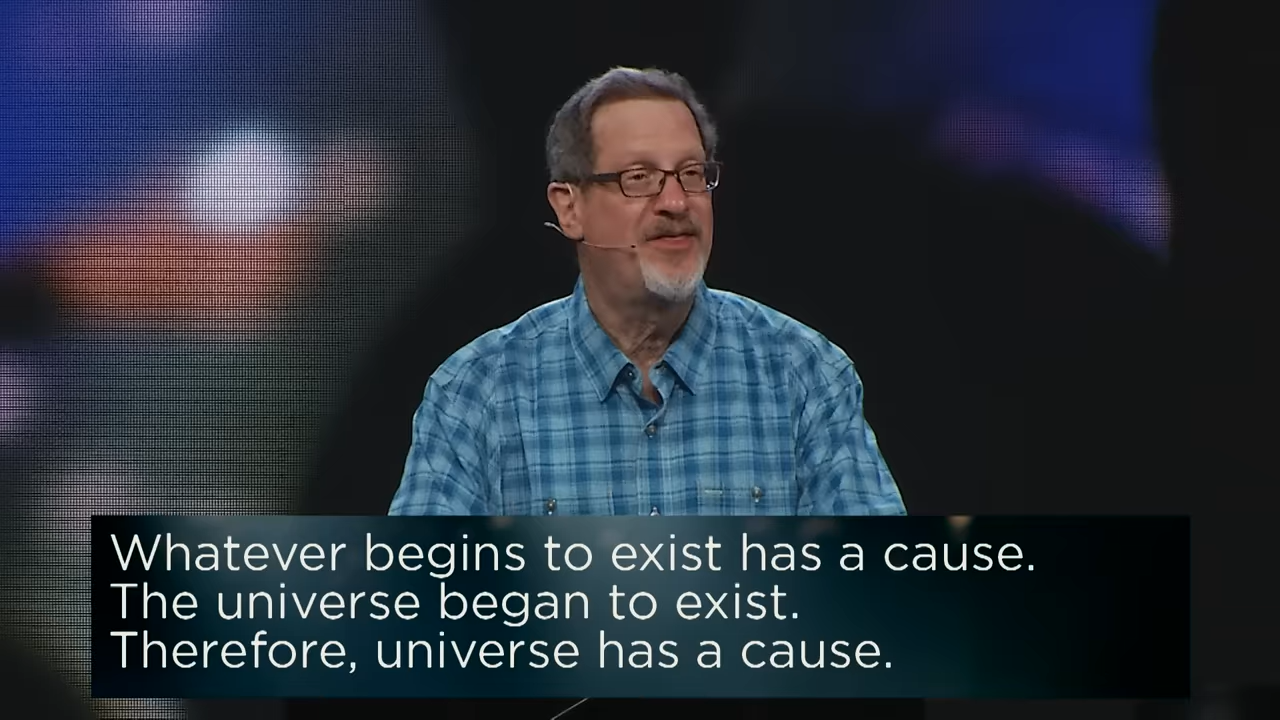 Whatever begins to exist has a cause.
The universe began to exist.
Therefore, universe has a cause.